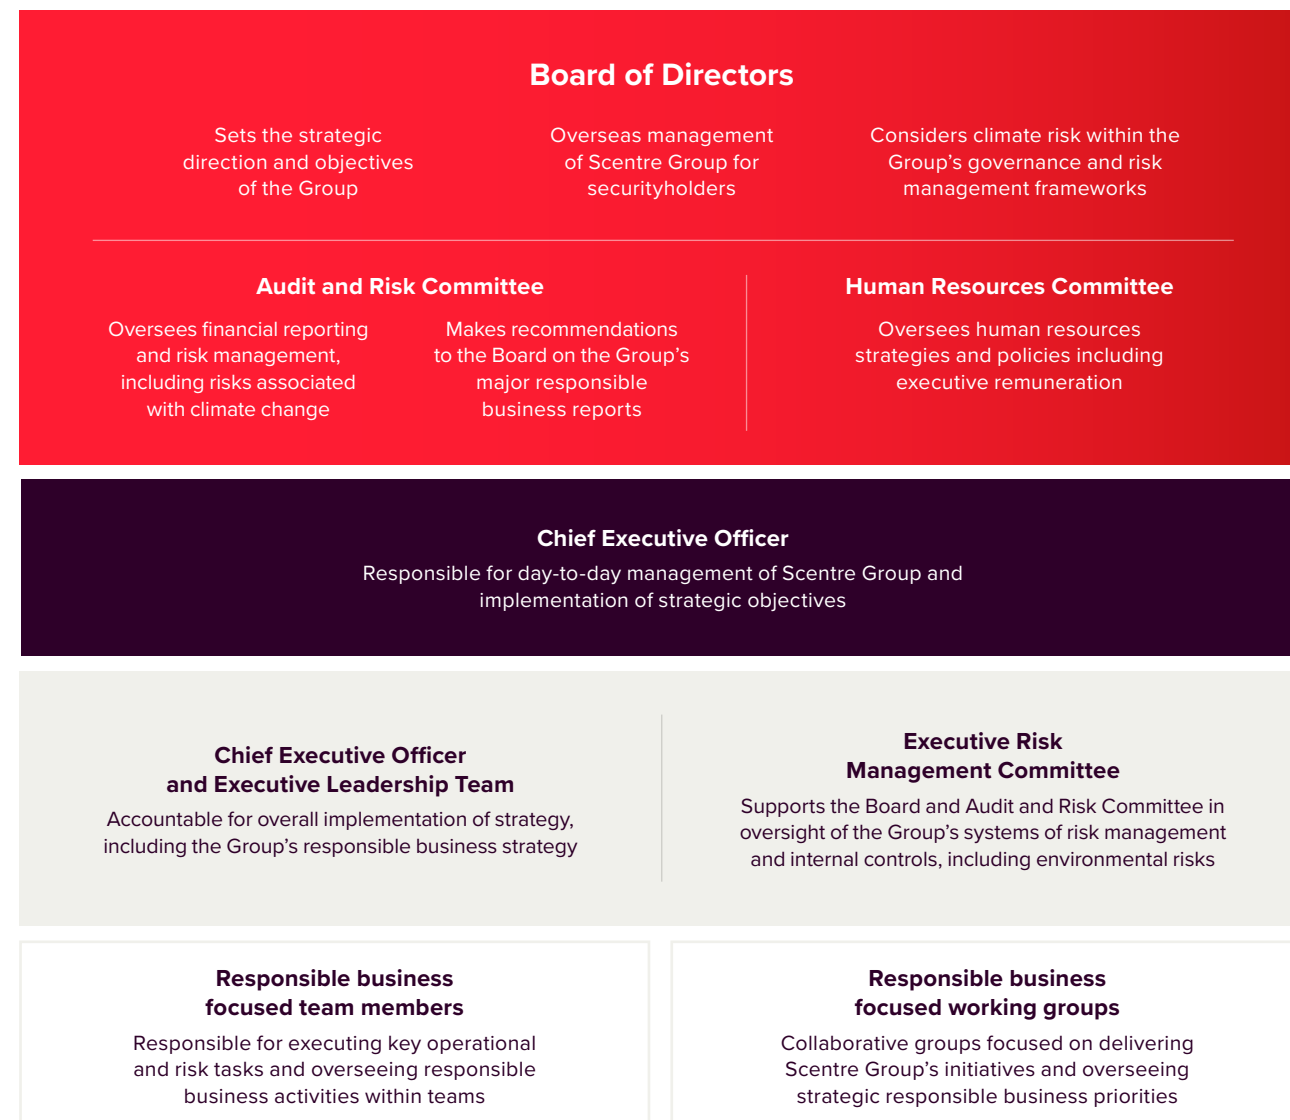 Board of Directors
Sets the strategic
direction and objectives
of the Group
Overseas management
of Scentre Group for
securityholders
Considers climate risk within the
Group’s governance and risk
management frameworks
Audit and Risk Committee
Oversees financial reporting
and risk management,
including risks associated
with climate change
Makes recommendations
to the Board on the Group’s
major responsible
business reports
Human Resources Committee
Oversees human resources
strategies and policies including
executive remuneration
Chief Executive Officer
Responsible for day-to-day management of Scentre Group and
implementation of strategic objectives
Chief Executive Officer
and Executive Leadership Team
Accountable for overall implementation of strategy,
including the Group’s responsible business strategy
Executive Risk
Management Committee
Supports the Board and Audit and Risk Committee in
oversight of the Group’s systems of risk management
and internal controls, including environmental risks
Responsible business
focused team members
Responsible for executing key operational
and risk tasks and overseeing responsible
business activities within teams
Responsible business
focused working groups
Collaborative groups focused on delivering
Scentre Group’s initiatives and overseeing
strategic responsible business priorities